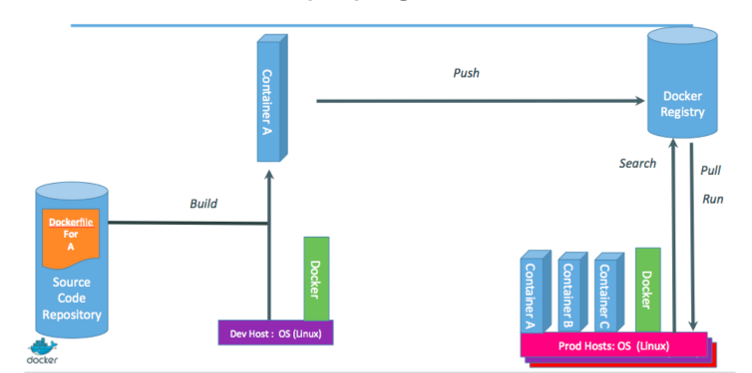 Container A
Push
Docker
Registry
Search
Pull
Run
Build
Dockerfile
For
A
Source
Code
Repository
Docker
Dev Host : OS (Linux)
Container A
Container B
Container C
Docker
Prod Hosts: OS (Linux)
docker